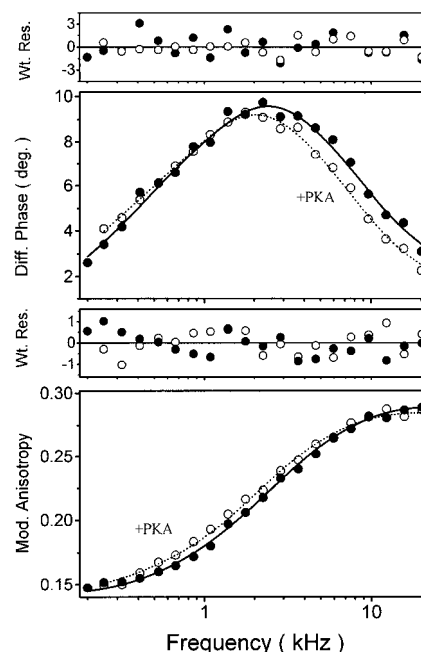 Wt. Res.
3
0
-3
Diff. Phase ( deg. )
10
8
6
4
2
+PKA
Wt. Res.
1
0
-1
Mod. Anisotropy
0.30
0.25
0.20
0.15
+PKA
1
10
Frequency ( kHz )